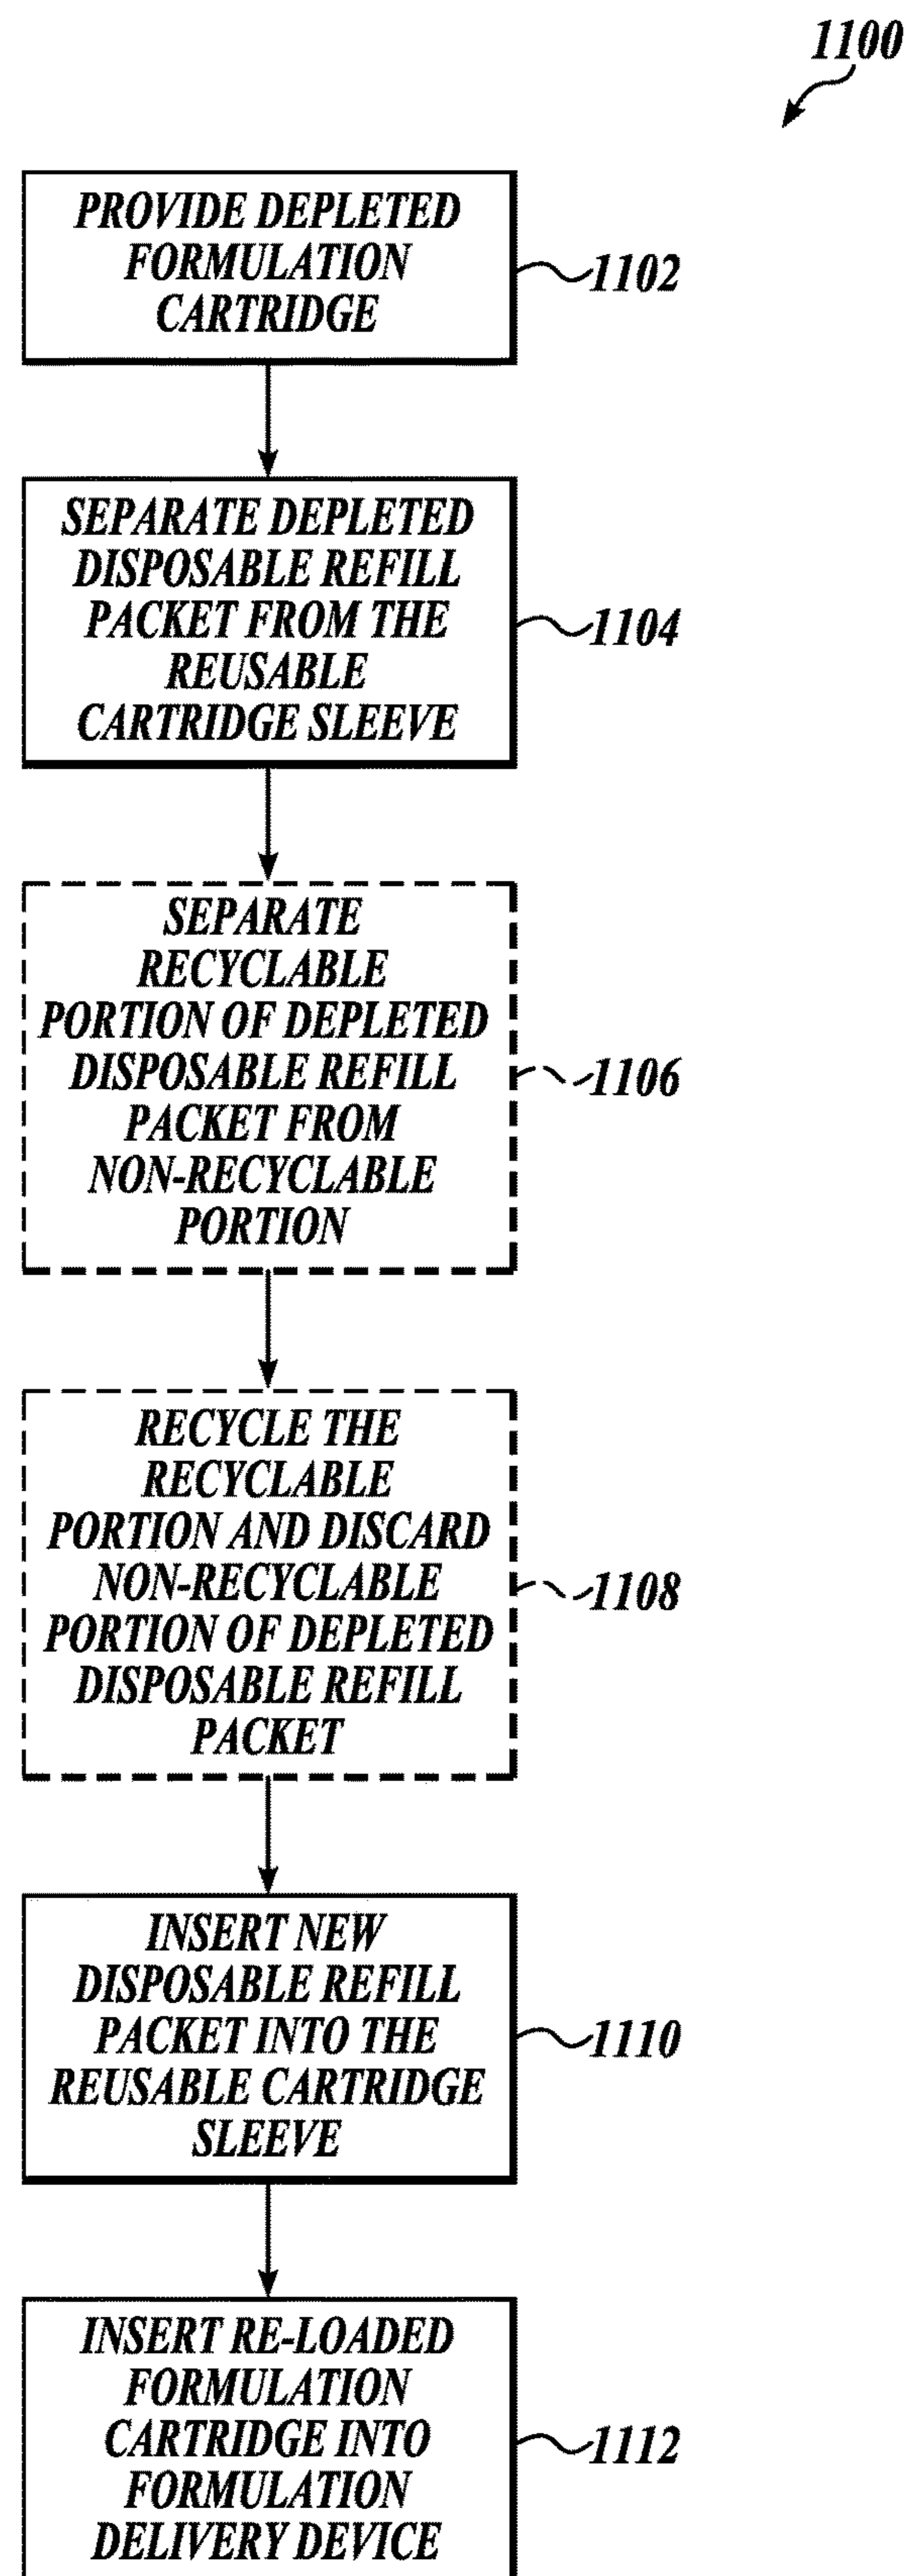 1100
PROVIDE DEPLETED
FORMULATION
CARTRIDGE
1102
SEPARATE DEPLETED
DISPOSABLE REFILL
PACKET FROM THE
REUSABLE
CARTRIDGE SLEEVE
1104
SEPARATE
RECYCLABLE
PORTION OF DEPLETED
DISPOSABLE REFILL
PACKET FROM
NON-RECYCLABLE
PORTION
1106
RECYCLE THE
RECYCLABLE
PORTION AND DISCARD
NON-RECYCLABLE
PORTION OF DEPLETED
DISPOSABLE REFILL
PACKET
1108
INSERT NEW
DISPOSABLE REFILL
PACKET INTO THE
REUSABLE CARTRIDGE
SLEEVE
1110
INSERT RE-LOADED
FORMULATION
CARTRIDGE INTO
FORMULATION
DELIVERY DEVICE
1112